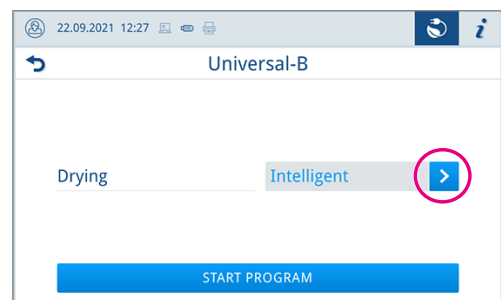 22.09.2021 12:27 i
Universal-B
Drying Intelligent >
START PROGRAM